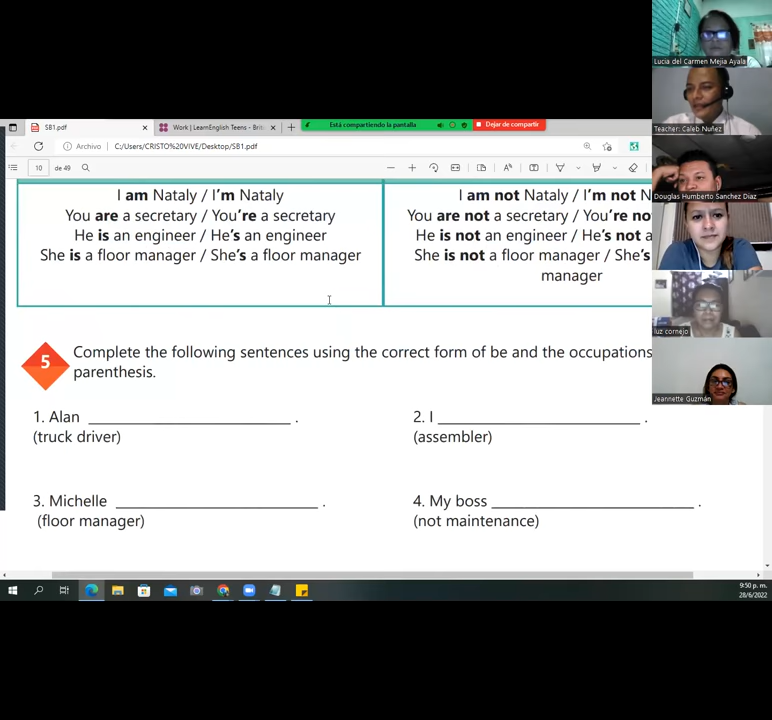 Lucia del Carmen Mejia Ayala
Teacher: Caleb Nuñez
Douglas Humberto Sanchez Diaz
luz cornejo
Jeannette Guzmán
SB1.pdf
Work | LearnEnglish Teens - Brit
Está compartiendo la pantalla
Dejar de compartir
Archivo
C:/Users/CRISTO%20VIVE/Desktop/SB1.pdf
10 de 49
I am Nataly / I'm Nataly
You are a secretary / You're a secretary
He is an engineer / He's an engineer
She is a floor manager / She's a floor manager
I am not Nataly / I'm not N
You are not a secretary / You're no
He is not an engineer / He's not a
She is not a floor manager / She's
manager
5
Complete the following sentences using the correct form of be and the occupations
parenthesis.
1. Alan ______________________ .
(truck driver)
2. I ______________________ .
(assembler)
3. Michelle ______________________ .
(floor manager)
4. My boss ______________________ .
(not maintenance)
9:50 p. m.
28/6/2022